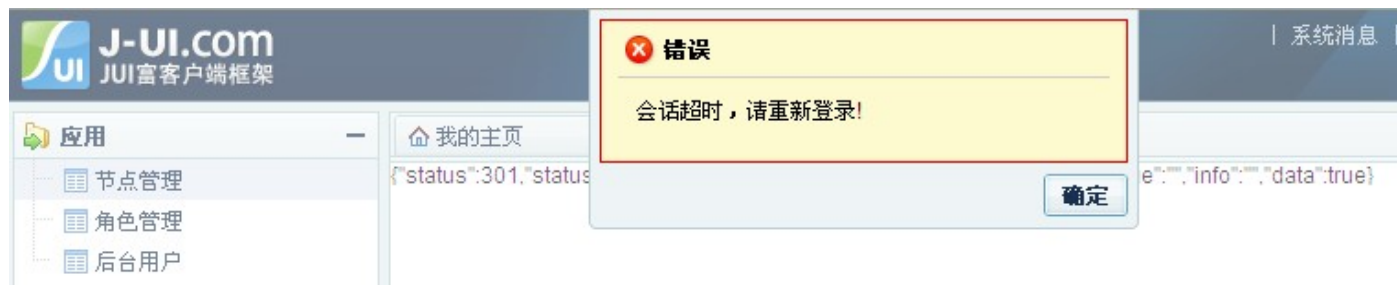 J-UI.com
UI
JUI富客户端框架
错误
| 系统消息
会话超时，请重新登录!
应用
我的主页
{"status":301,"status
e":"","info":"","data":true}
节点管理
确定
角色管理
后台用户